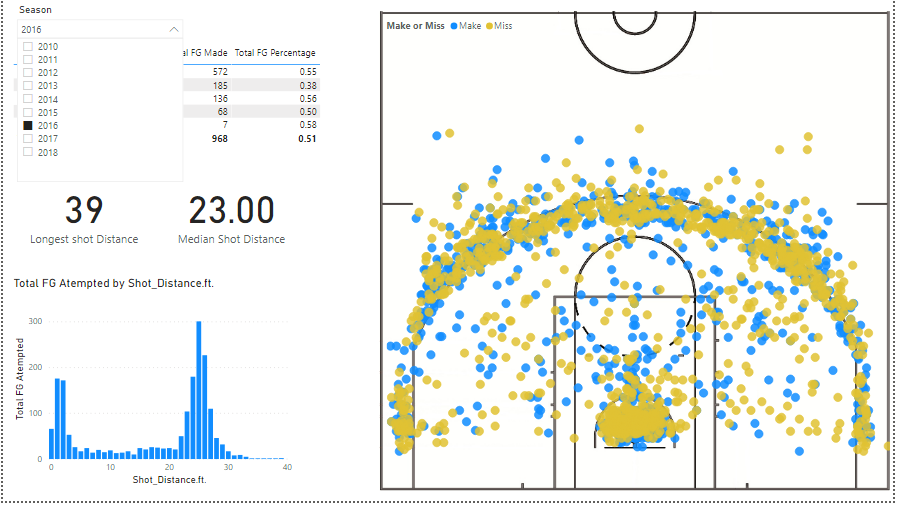 Season
2016
2010
2011
2012
2013
2014
2015
2016
2017
2018
al FG Made Total FG Percentage
572 0.55
185 0.38
136 0.56
68 0.50
7 0.58
968 0.51
39
Longest shot Distance
23.00
Median Shot Distance
Total FG Atempted by Shot_Distance.ft.
Total FG Atempted
300
200
100
0
0 10 20 30 40
Shot_Distance.ft.
Make or Miss Make Miss